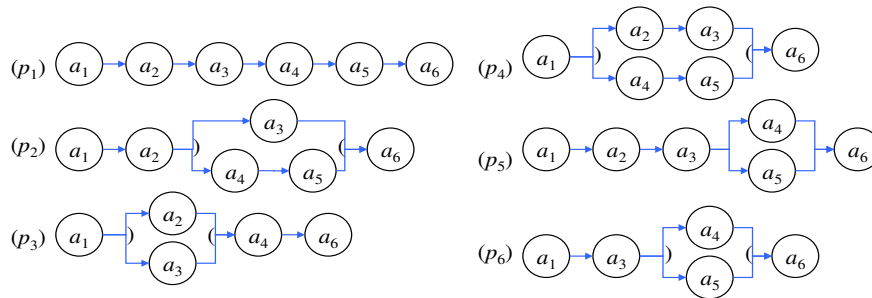 (p1) a1 a2 a3 a4 a5 a6
(p2) a1 a2 ) a3 a4 a5 ( a6
(p3) a1 ) a2 a3 ( a4 a6
(p4) a1 ) a2 a3 a4 a5 ( a6
(p5) a1 a2 a3 a4 a5 a6
(p6) a1 a3 ) a4 a5 ( a6